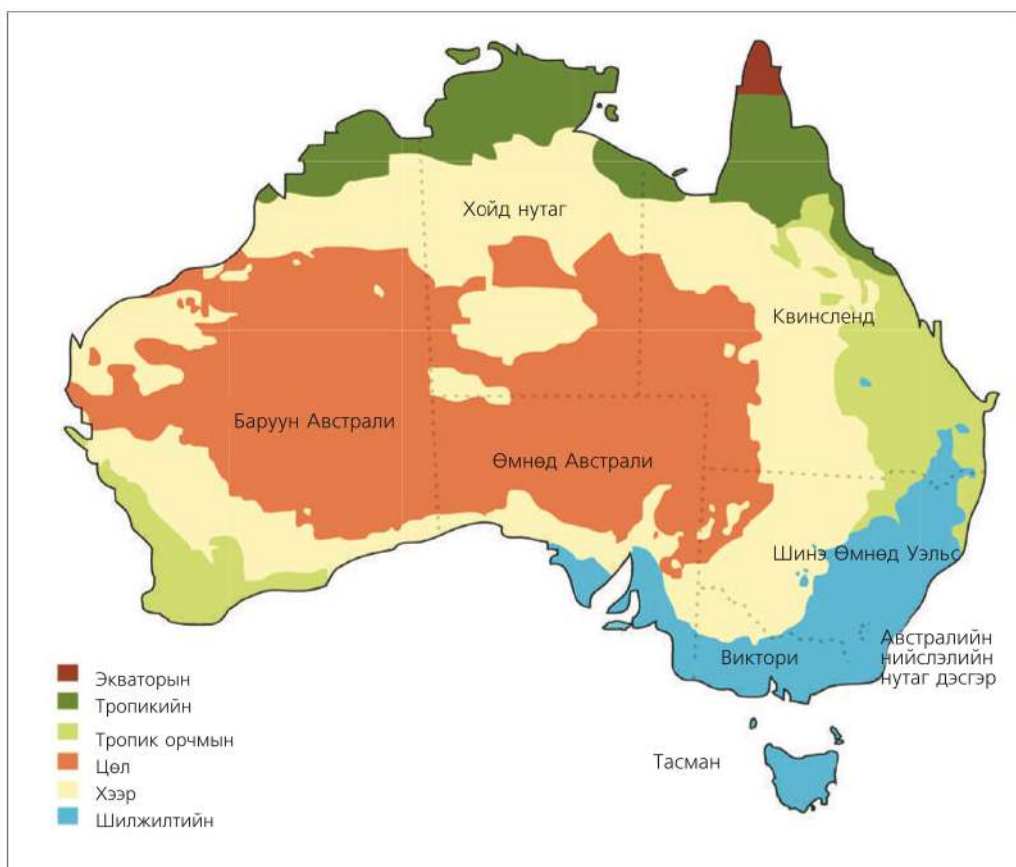 Хойд нутаг
Квинсленд
Баруун Австрали
Өмнөд Австрали
Шинэ Өмнөд Уэльс
Виктори
Австралийн
нийслэлийн
нутаг дэсгэр
Тасман
Экваторын
Тропикийн
Тропик орчмын
Цөл
Хээр
Шилжилтийн